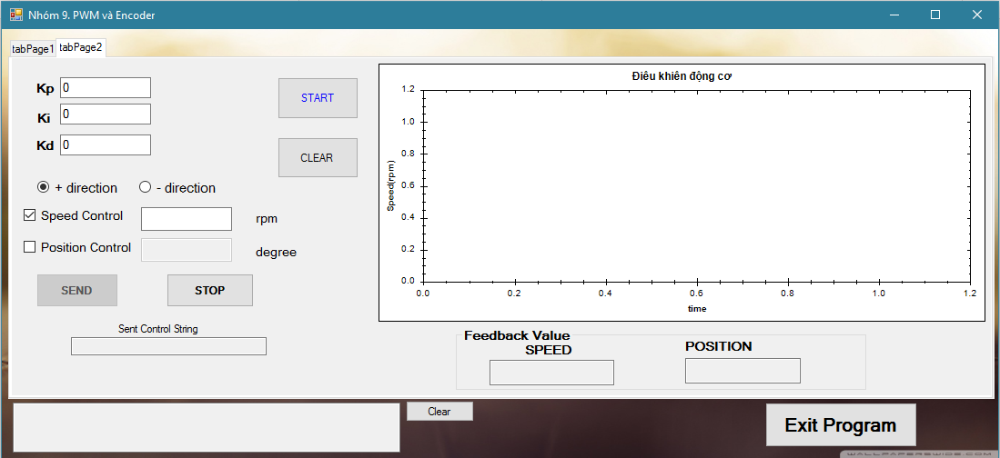 Nhóm 9. PWM và Encoder
tabPage1 tabPage2
Kp 0
Ki 0
Kd 0
START
CLEAR
+ direction - direction
Speed Control rpm
Position Control degree
SEND STOP
Sent Control String
Điều khiên động cơ
Speed(rpm)
1.2
1.0
0.8
0.6
0.4
0.2
0.0
0.0 0.2 0.4 0.6 0.8 1.0 1.2
time
Feedback Value
SPEED POSITION
Clear
Exit Program